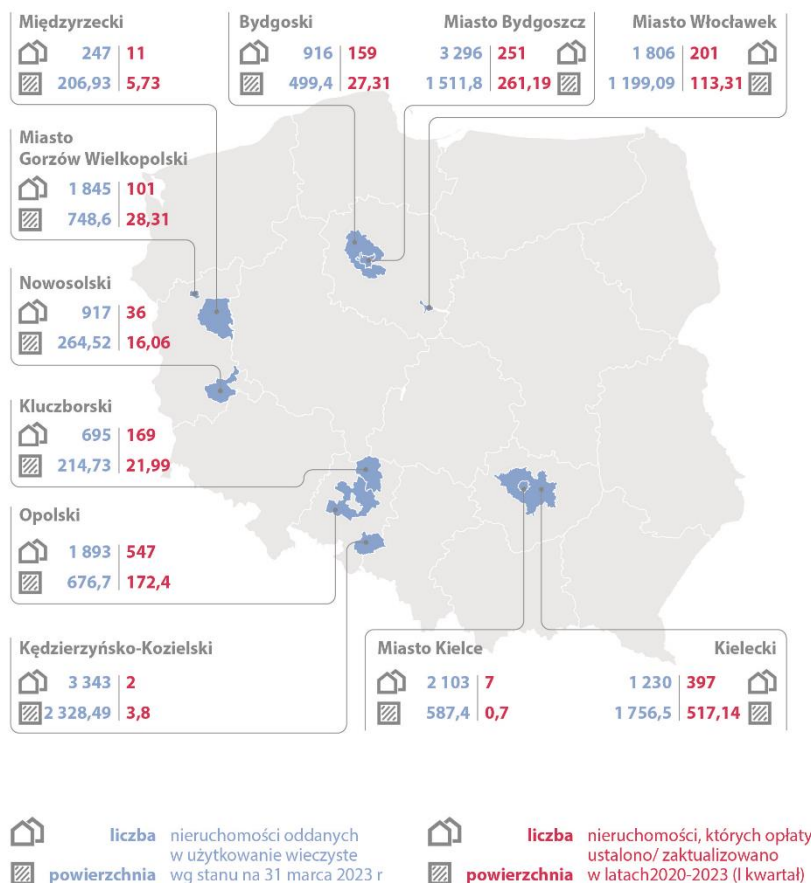 Międzyrzecki
247 11
206,93 5,73
Bydgoski
916 159
499,4 27,31
Miasto Bydgoszcz
3 296 251
1 511,8 261,19
Miasto Włocławek
1 806 201
1 199,09 113,31
Miasto
Gorzów Wielkopolski
1 845 101
748,6 28,31
Nowosolski
917 36
264,52 16,06
Kluczborski
695 169
214,73 21,99
Opolski
1 893 547
676,7 172,4
Kędzierzyńsko-Kozielski
3 343 2
2 328,49 3,8
Miasto Kielce
2 103 7
587,4 0,7
Kielecki
1 230 397
1 756,5 517,14
liczba nieruchomości oddanych
w użytkowanie wieczyste
powierzchnia wg stanu na 31 marca 2023 r
liczba nieruchomości, których opłaty
ustalono/ zaktualizowano
powierzchnia w latach2020-2023 (I kwartał)